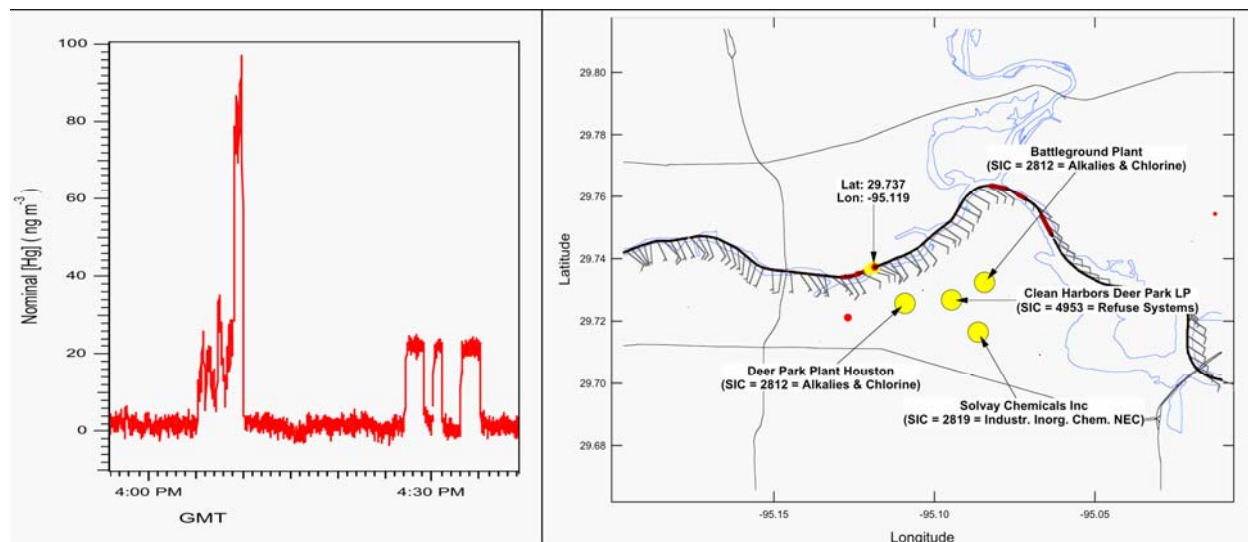 100
80
60
40
20
0
Nominal [Hg] ( ng m-3 )
4:00 PM
4:30 PM
GMT
29.80
29.78
29.76
29.74
29.72
29.70
29.68
Latitude
Battleground Plant
(SIC = 2812 = Alkalies & Chlorine)
Lat: 29.737
Lon: -95.119
Clean Harbors Deer Park LP
(SIC = 4953 = Refuse Systems)
Deer Park Plant Houston
(SIC = 2812 = Alkalies & Chlorine)
Solvay Chemicals Inc
(SIC = 2819 = Industr. Inorg. Chem. NEC)
-95.15
-95.10
-95.05
Longitude